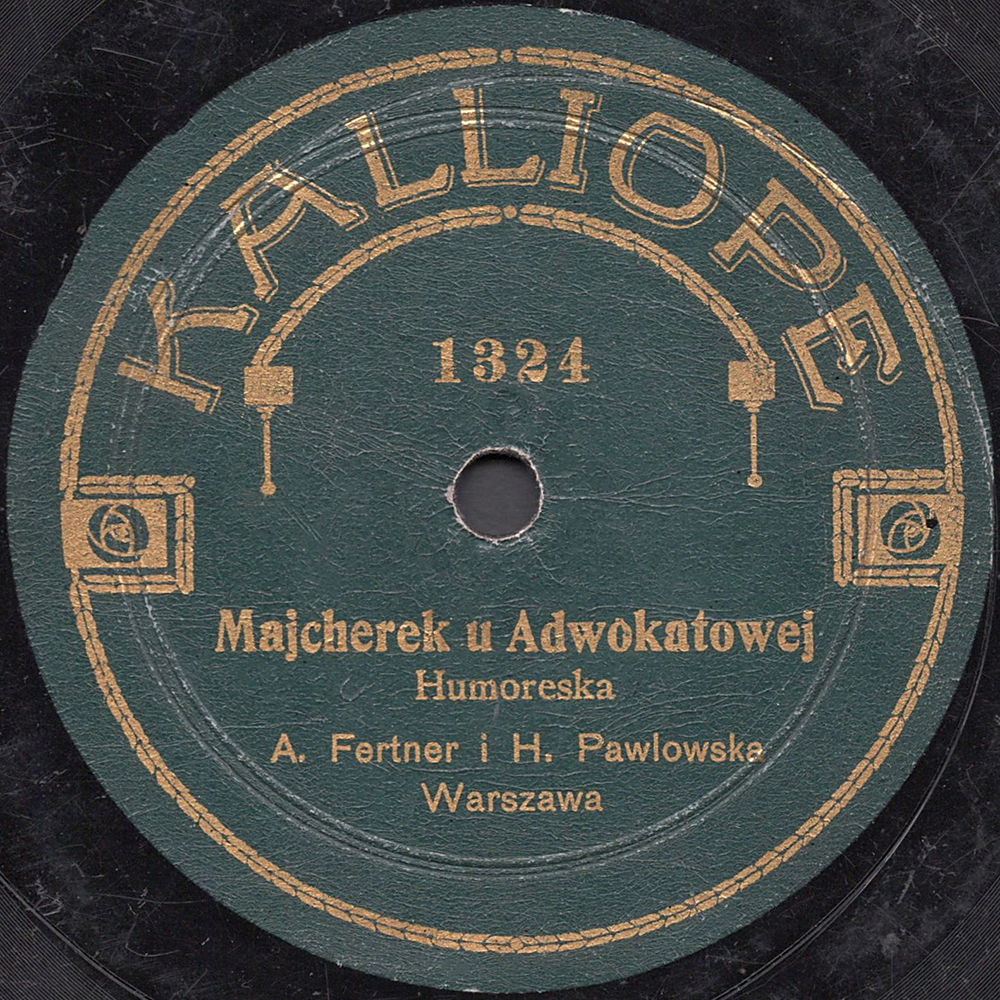 KALLIOPE
1324
Majcherek u Adwokatowej
Humoreska
A. Fertner i H. Pawlowska
Warszawa